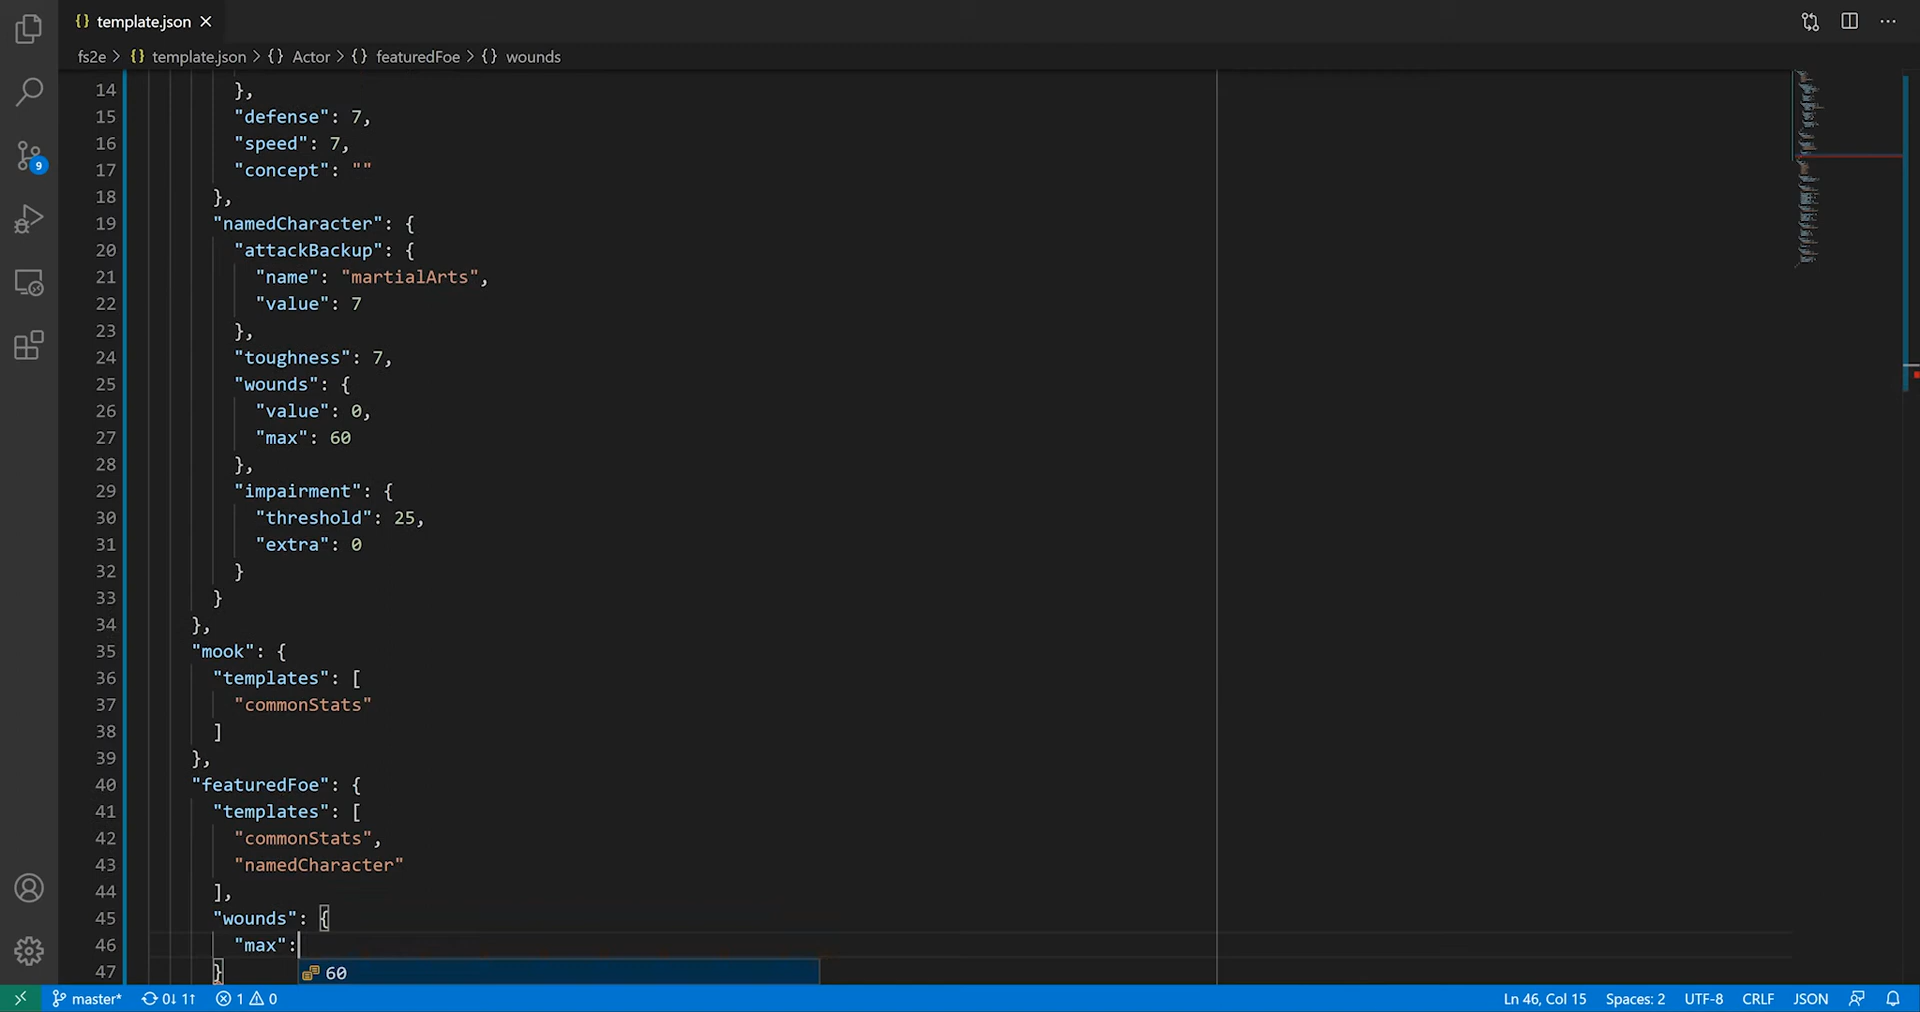 {} template.json ×
fs2e > {} template.json > {} Actor > {} featuredFoe > {} wounds
14 },
15 "defense": 7,
16 "speed": 7,
17 "concept": ""
18 },
19 "namedCharacter": {
20 "attackBackup": {
21 "name": "martialArts",
22 "value": 7
23 },
24 "toughness": 7,
25 "wounds": {
26 "value": 0,
27 "max": 60
28 },
29 "impairment": {
30 "threshold": 25,
31 "extra": 0
32 }
33 }
34 },
35 "mook": {
36 "templates": [
37 "commonStats"
38 ]
39 },
40 "featuredFoe": {
41 "templates": [
42 "commonStats",
43 "namedCharacter"
44 ],
45 "wounds": {
46 "max":
47 }
60
9
master* 0↓ 1↑ 1 0 Ln 46, Col 15 Spaces: 2 UTF-8 CRLF JSON